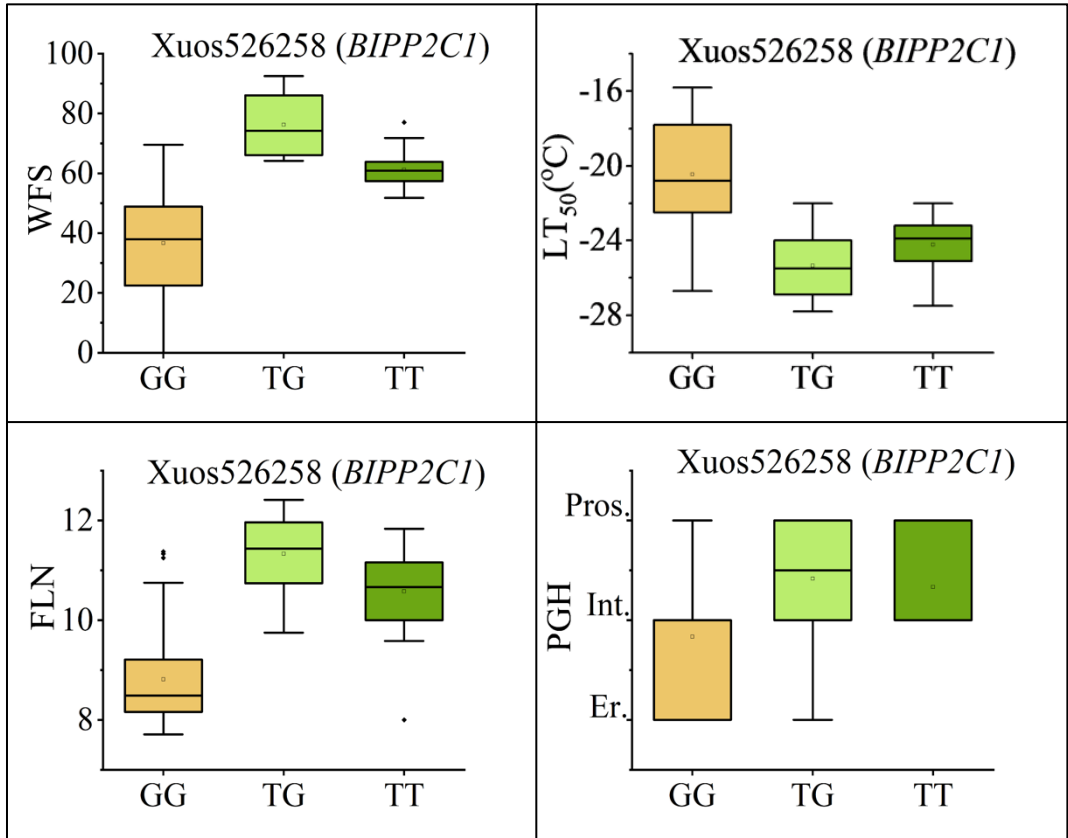 Xuos526258 (BIPP2C1)
WFS
100
80
60
40
20
0
GG TG TT
Xuos526258 (BIPP2C1)
LT50(°C)
-16
-20
-24
-28
GG TG TT
Xuos526258 (BIPP2C1)
FLN
12
10
8
GG TG TT
Xuos526258 (BIPP2C1)
PGH
Pros.
Int.
Er.
GG TG TT